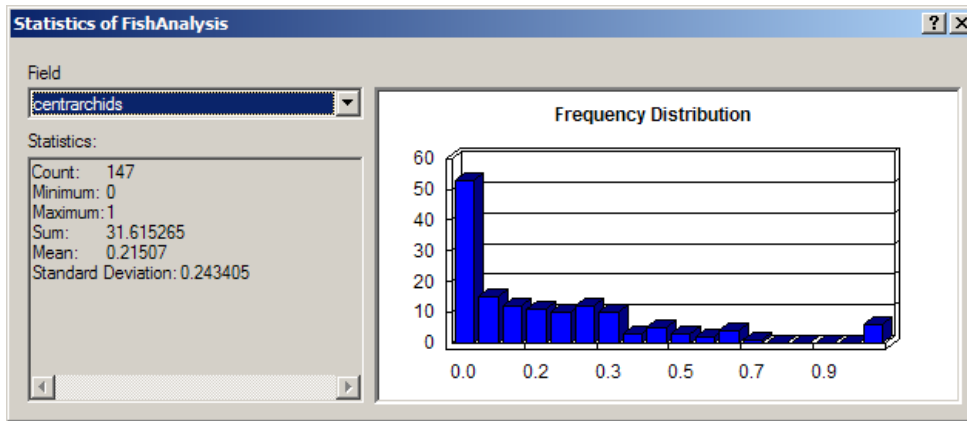 Statistics of FishAnalysis
Field
centrarchids
Statistics:
Count: 147
Minimum: 0
Maximum: 1
Sum: 31.615265
Mean: 0.21507
Standard Deviation: 0.243405
Frequency Distribution
60
50
40
30
20
10
0
0.0 0.2 0.3 0.5 0.7 0.9